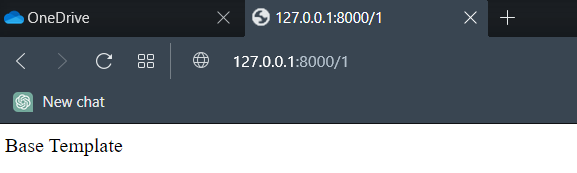 OneDrive
127.0.0.1:8000/1
127.0.0.1:8000/1
New chat
Base Template